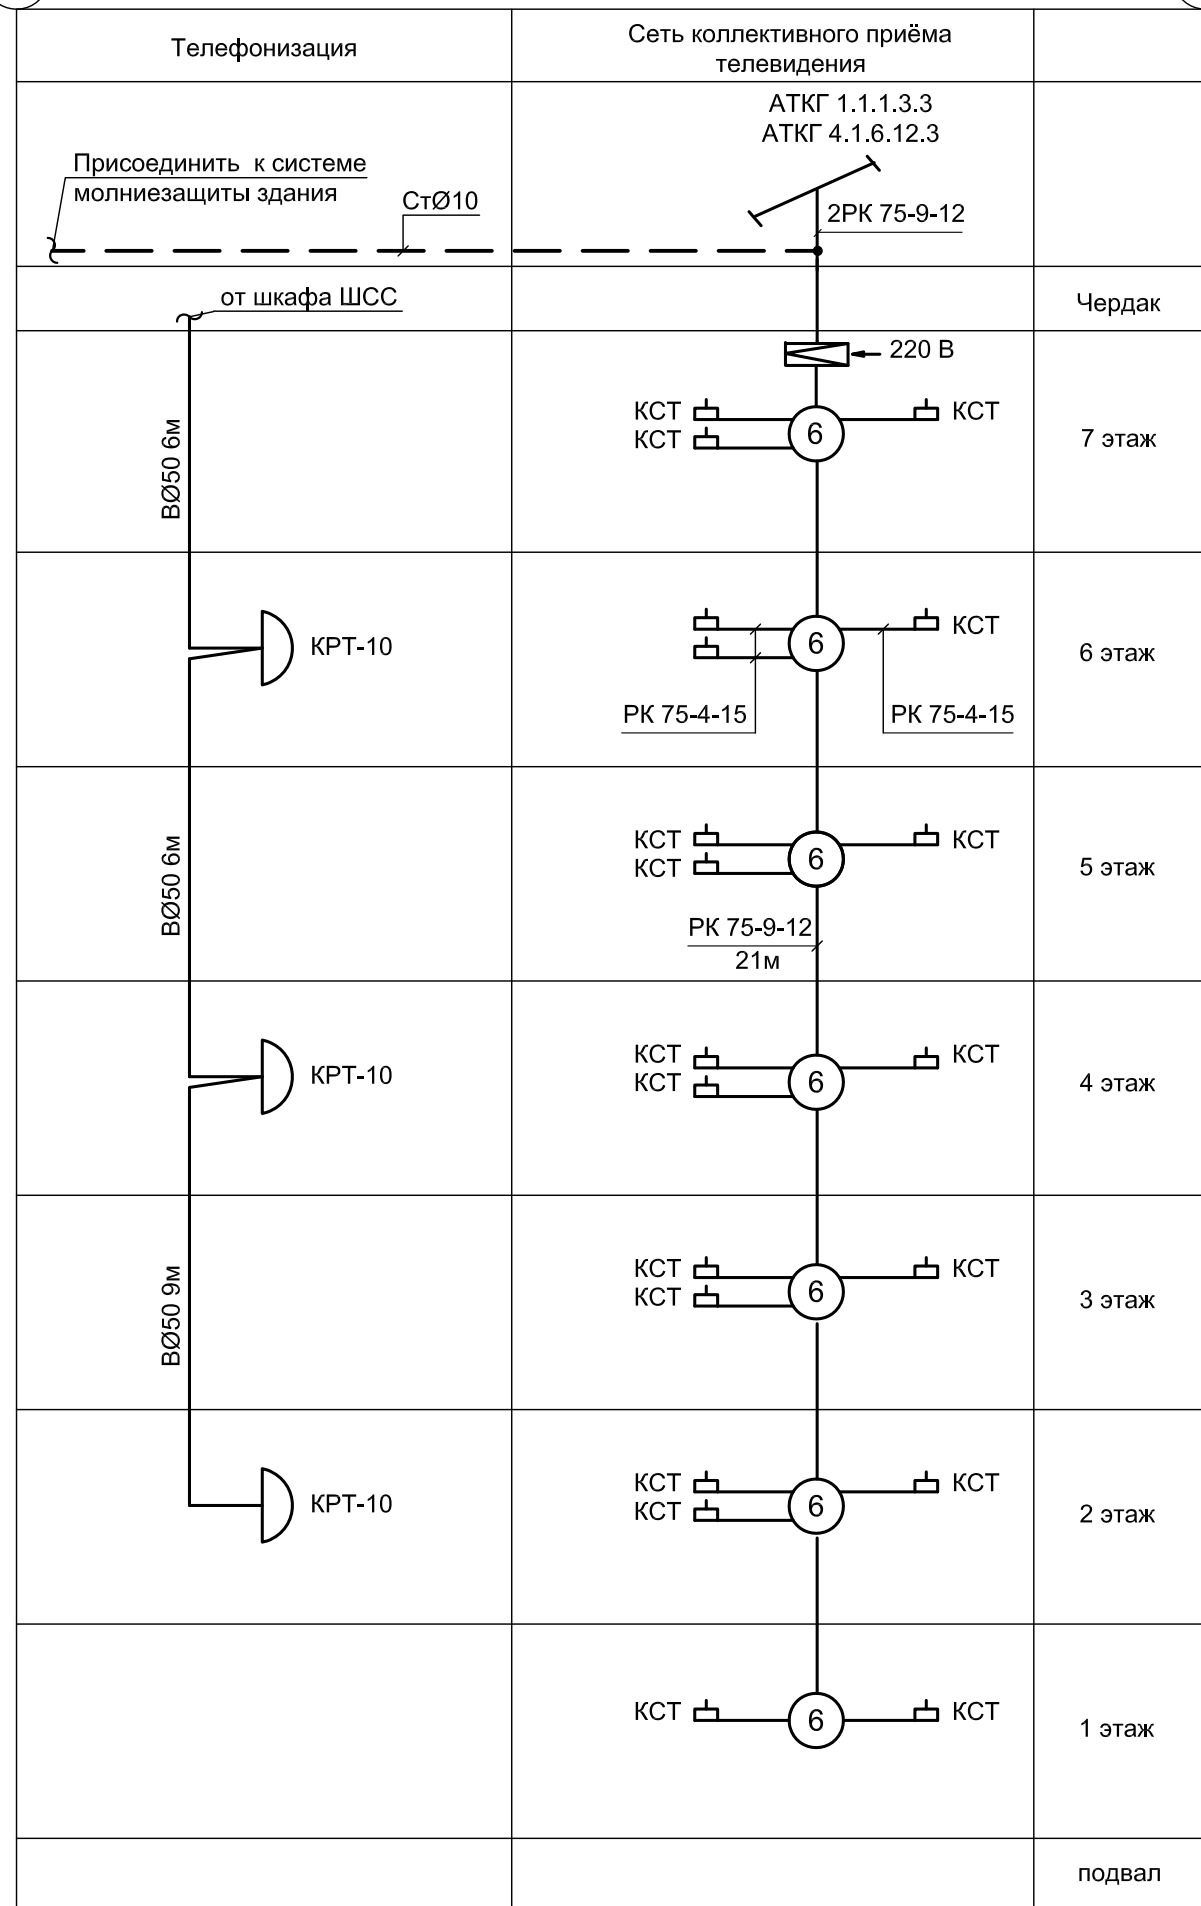 Телефонизация
Сеть коллективного приёма
телевидения
АТКГ 1.1.1.3.3
АТКГ 4.1.6.12.3
Присоединить к системе
молниезащиты здания
СтØ10
2РК 75-9-12
от шкафа ШСС
Чердак
220 В
КСТ
КСТ
КСТ
6
ВØ50 6м
7 этаж
КРТ-10
6
КСТ
6 этаж
РК 75-4-15
РК 75-4-15
ВØ50 6м
КСТ
КСТ
КСТ
6
5 этаж
РК 75-9-12
21м
КРТ-10
КСТ
КСТ
КСТ
6
4 этаж
ВØ50 9м
КСТ
КСТ
КСТ
6
3 этаж
КРТ-10
КСТ
КСТ
КСТ
6
2 этаж
КСТ
6
КСТ
1 этаж
подвал